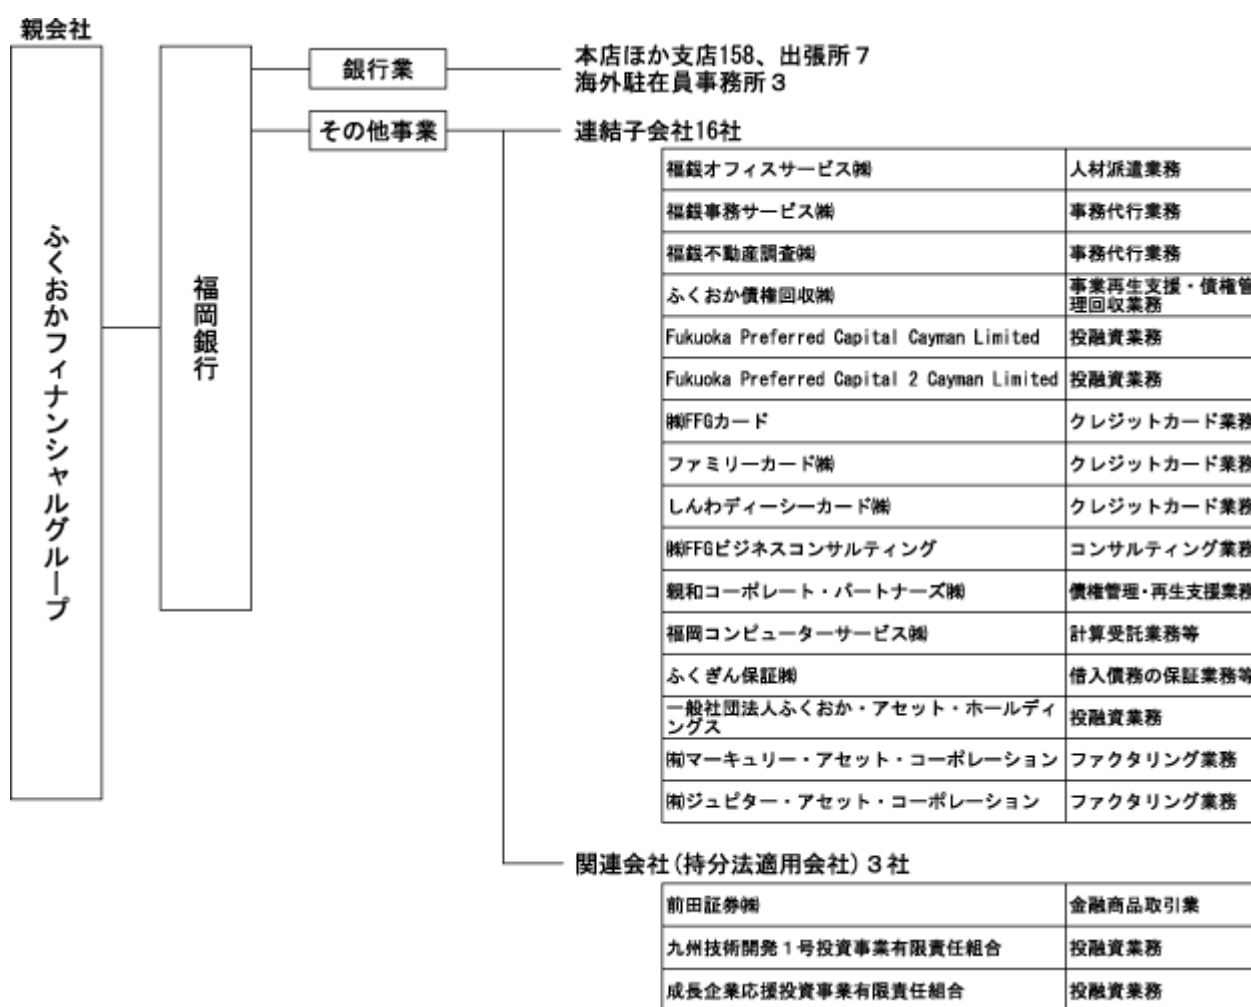 親会社
ふくおかフィナンシャルグループ
福岡銀行
銀行業
本店ほか支店158、出張所７
海外駐在員事務所３
その他事業
連結子会社16社
福銀オフィスサービス㈱ 人材派遣業務
福銀事務サービス㈱ 事務代行業務
福銀不動産調査㈱ 事務代行業務
ふくおか債権回収㈱ 事業再生支援・債権管
理回収業務
Fukuoka Preferred Capital Cayman Limited 投融資業務
Fukuoka Preferred Capital 2 Cayman Limited 投融資業務
㈱FFGカード クレジットカード業務
ファミリーカード㈱ クレジットカード業務
しんわディーシーカード㈱ クレジットカード業務
㈱FFGビジネスコンサルティング コンサルティング業務
親和コーポレート・パートナーズ㈱ 債権管理・再生支援業務
福岡コンピューターサービス㈱ 計算受託業務等
ふくぎん保証㈱ 借入債務の保証業務等
一般社団法人ふくおか・アセット・ホールディ
ングス 投融資業務
㈲マーキュリー・アセット・コーポレーション ファクタリング業務
㈲ジュピター・アセット・コーポレーション ファクタリング業務
関連会社(持分法適用会社)３社
前田証券㈱ 金融商品取引業
九州技術開発１号投資事業有限責任組合 投融資業務
成長企業応援投資事業有限責任組合 投融資業務